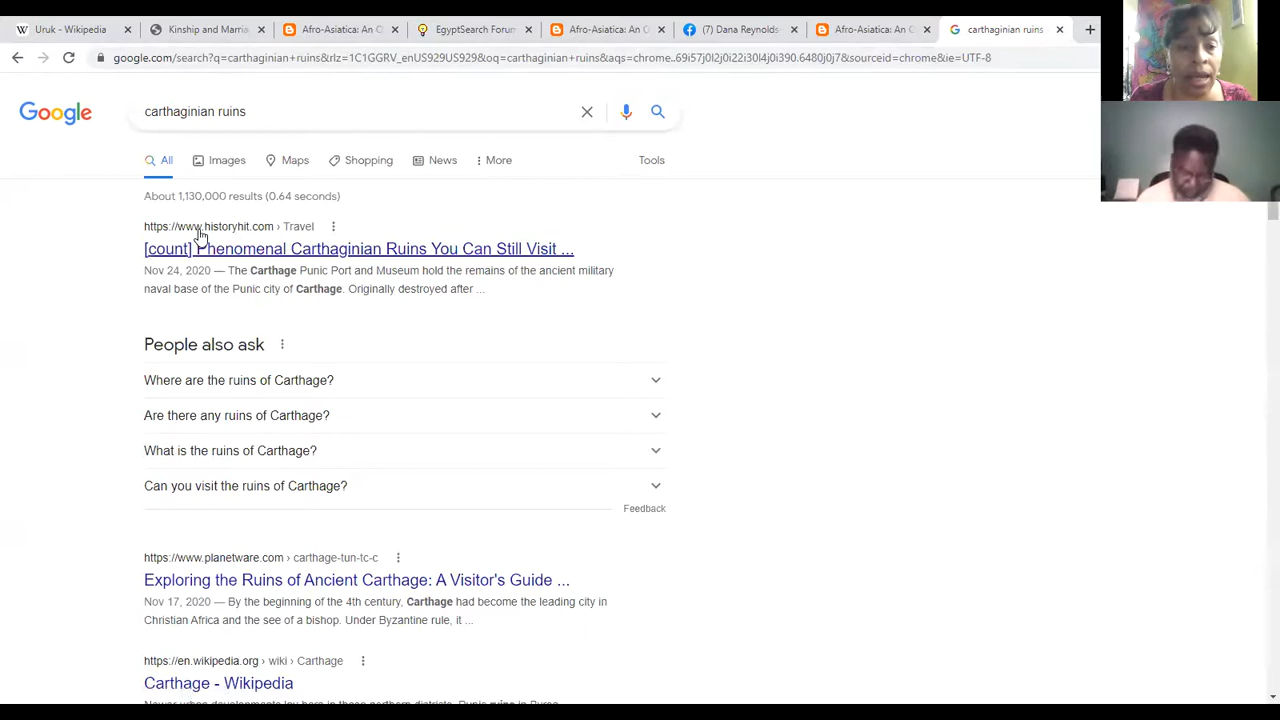 Uruk - Wikipedia
Kinship and Marria
Afro-Asiatica: An O
EgyptSearch Forum
Afro-Asiatica: An O
(7) Dana Reynolds
Afro-Asiatica: An O
carthaginian ruins
google.com/search?q=carthaginian+ruins&rlz=1C1GGRV_enUS929US929&oq=carthaginian+ruins&aqs=chrome..69i57j0l2j0i22i30l4j0i390.6480j0j7&sourceid=chrome&ie=UTF-8
Google
carthaginian ruins
All
Images
Maps
Shopping
News
More
Tools
About 1,130,000 results (0.64 seconds)
https://www.historyhit.com › Travel
[count] Phenomenal Carthaginian Ruins You Can Still Visit ...
Nov 24, 2020 — The Carthage Punic Port and Museum hold the remains of the ancient military
naval base of the Punic city of Carthage. Originally destroyed after ...
People also ask
Where are the ruins of Carthage?
Are there any ruins of Carthage?
What is the ruins of Carthage?
Can you visit the ruins of Carthage?
Feedback
https://www.planetware.com › carthage-tun-tc-c
Exploring the Ruins of Ancient Carthage: A Visitor's Guide ...
Nov 17, 2020 — By the beginning of the 4th century, Carthage had become the leading city in
Christian Africa and the see of a bishop. Under Byzantine rule, it ...
https://en.wikipedia.org › wiki › Carthage
Carthage - Wikipedia